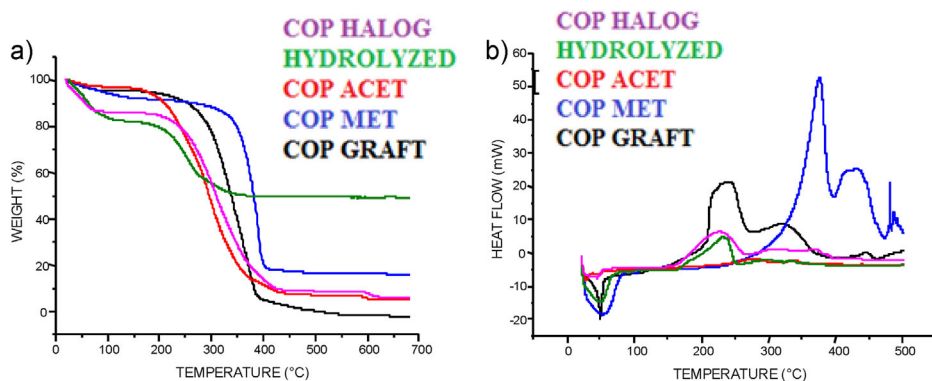 a)
COP HALOG
HYDROLYZED
COP ACET
COP MET
COP GRAFT
WEIGHT (%)
100
80
60
40
20
0
0
100
200
300
400
500
600
700
TEMPERATURE (°C)
b)
COP HALOG
HYDROLYZED
COP ACET
COP MET
COP GRAFT
HEAT FLOW (mW)
60
50
40
30
20
10
0
-10
-20
0
100
200
300
400
500
TEMPERATURE (°C)